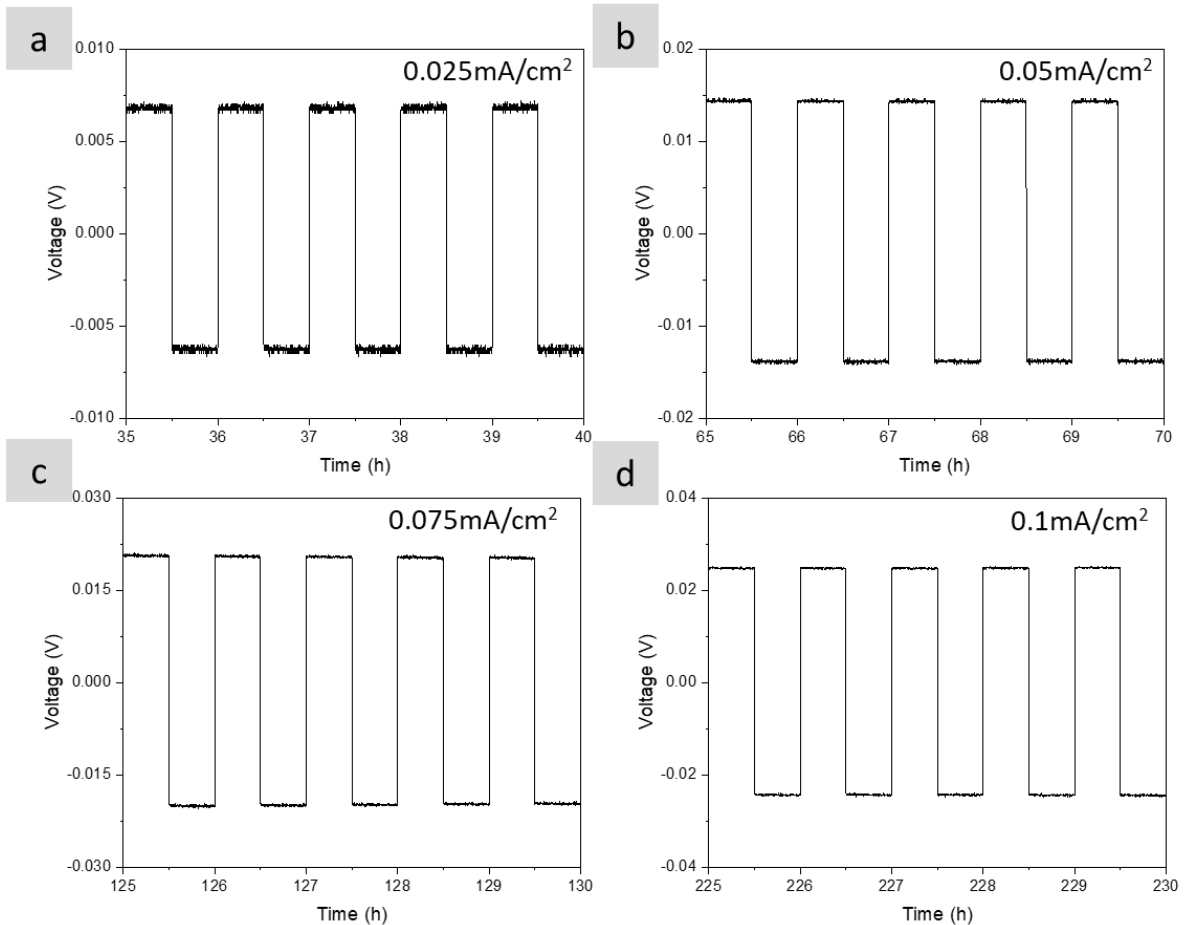 a
0.025mA/cm²
0.010
0.005
0.000
-0.005
-0.010
Voltage (V)
35 36 37 38 39 40
Time (h)
b
0.05mA/cm²
0.02
0.01
0.00
-0.01
-0.02
Voltage (V)
65 66 67 68 69 70
Time (h)
c
0.075mA/cm²
0.030
0.015
0.000
-0.015
-0.030
Voltage (V)
125 126 127 128 129 130
Time (h)
d
0.1mA/cm²
0.04
0.02
0.00
-0.02
-0.04
Voltage (V)
225 226 227 228 229 230
Time (h)